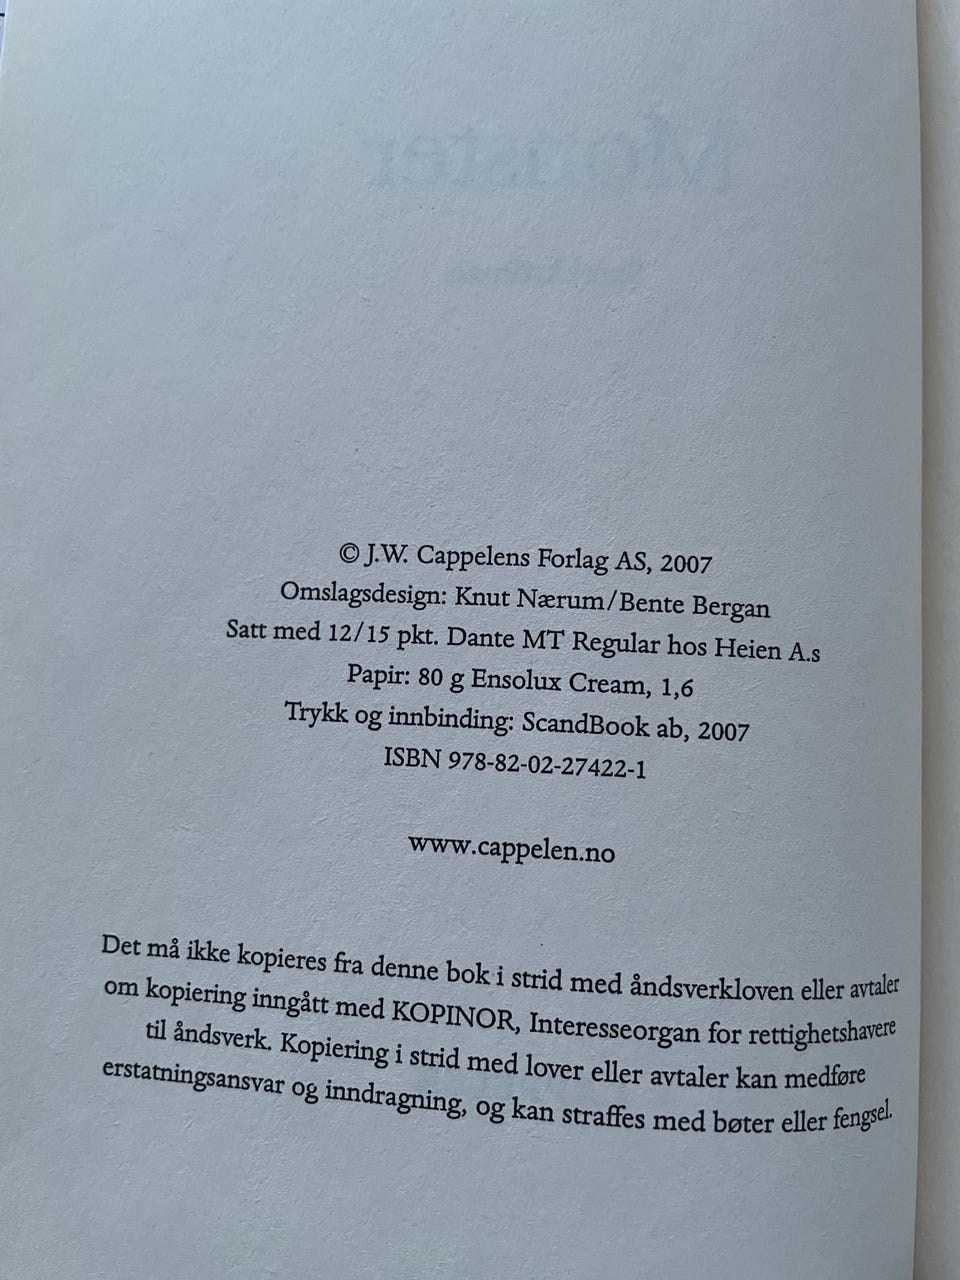 Monster
© J.W. Cappelens Forlag AS, 2007
Omslagsdesign: Knut Nærum/Bente Bergan
Satt med 12/15 pkt. Dante MT Regular hos Heien A.s
Papir: 80 g Ensolux Cream, 1,6
Trykk og innbinding: ScandBook ab, 2007
ISBN 978-82-02-27422-1
www.cappelen.no
Det må ikke kopieres fra denne bok i strid med åndsverkloven eller avtaler
om kopiering inngått med KOPINOR, Interesseorgan for rettighetshavere
til åndsverk. Kopiering i strid med lover eller avtaler kan medføre
erstatningsansvar og inndragning, og kan straffes med bøter eller fengsel.